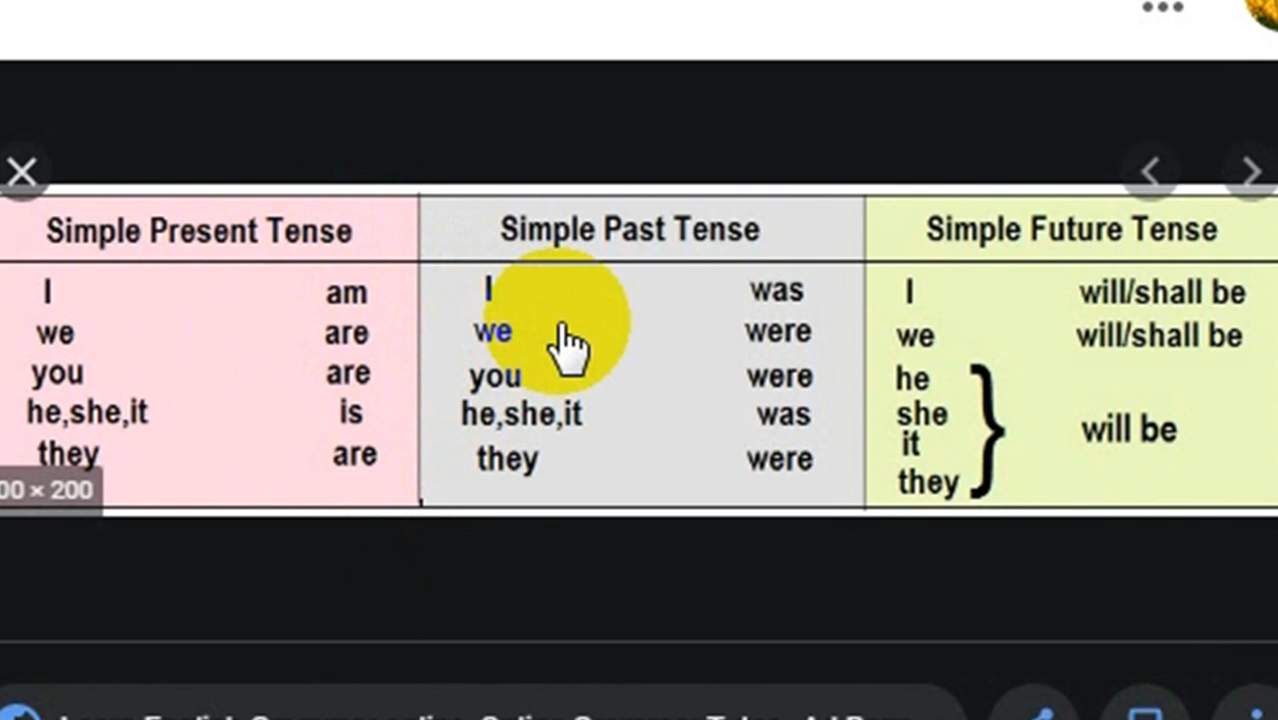 Simple Present Tense Simple Past Tense Simple Future Tense
I am I was I will/shall be
we are we were we will/shall be
you are you were he
he,she,it is he,she,it was she will be
it
they are they were they
00 × 200